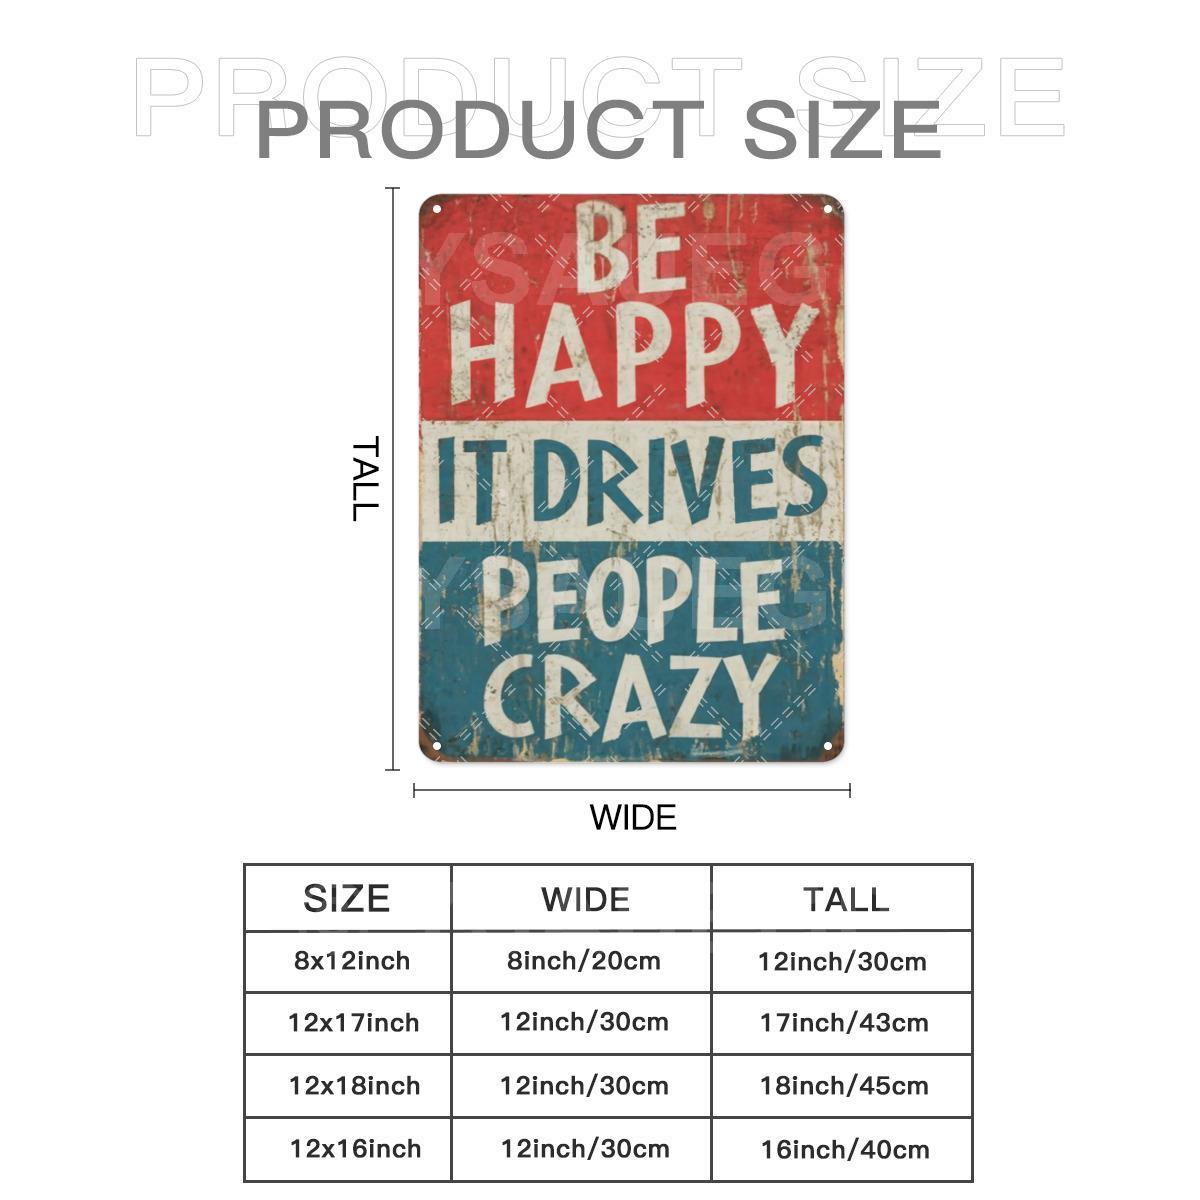 PRODUCT SIZE
PRODUCT SIZE
BE
HAPPY
IT DRIVES
PEOPLE
CRAZY
TALL
WIDE
SIZE WIDE TALL
8x12inch 8inch/20cm 12inch/30cm
12x17inch 12inch/30cm 17inch/43cm
12x18inch 12inch/30cm 18inch/45cm
12x16inch 12inch/30cm 16inch/40cm